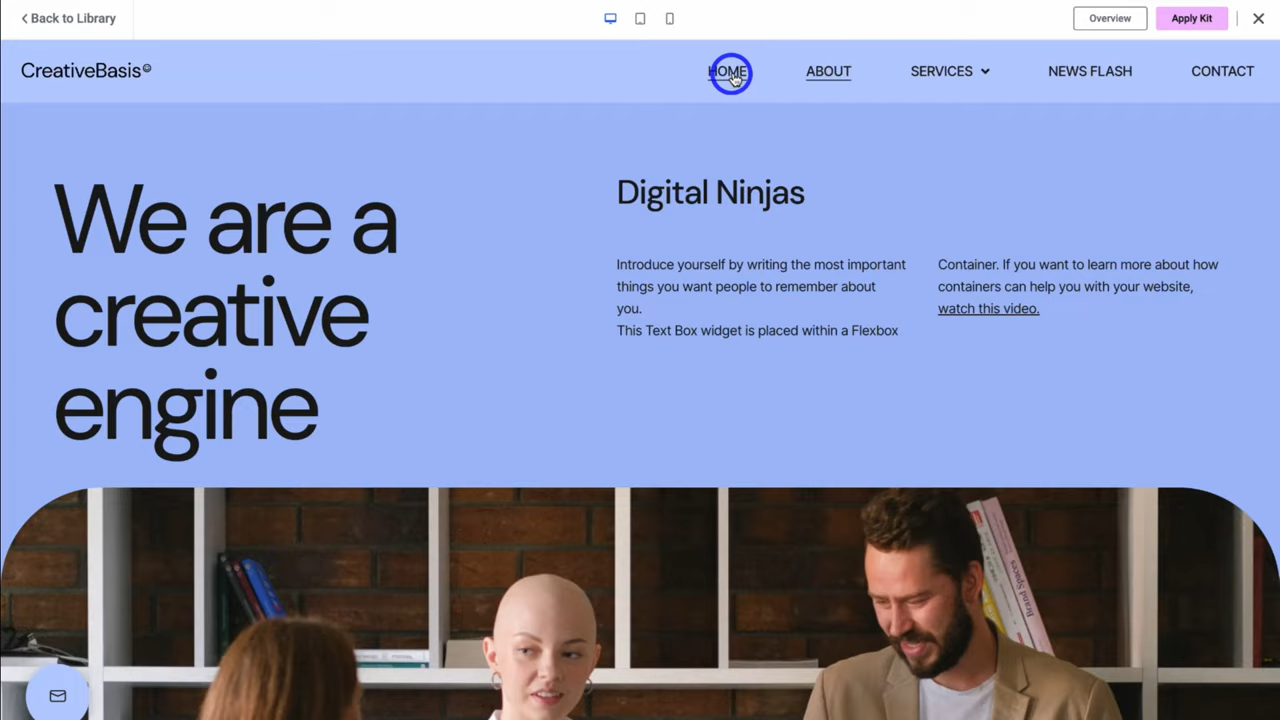 Back to Library
Overview
Apply Kit
CreativeBasis
HOME
ABOUT
SERVICES
NEWS FLASH
CONTACT
We are a
creative
engine
Digital Ninjas
Introduce yourself by writing the most important
things you want people to remember about
you.
This Text Box widget is placed within a Flexbox
Container. If you want to learn more about how
containers can help you with your website,
watch this video.
Brand Spaces